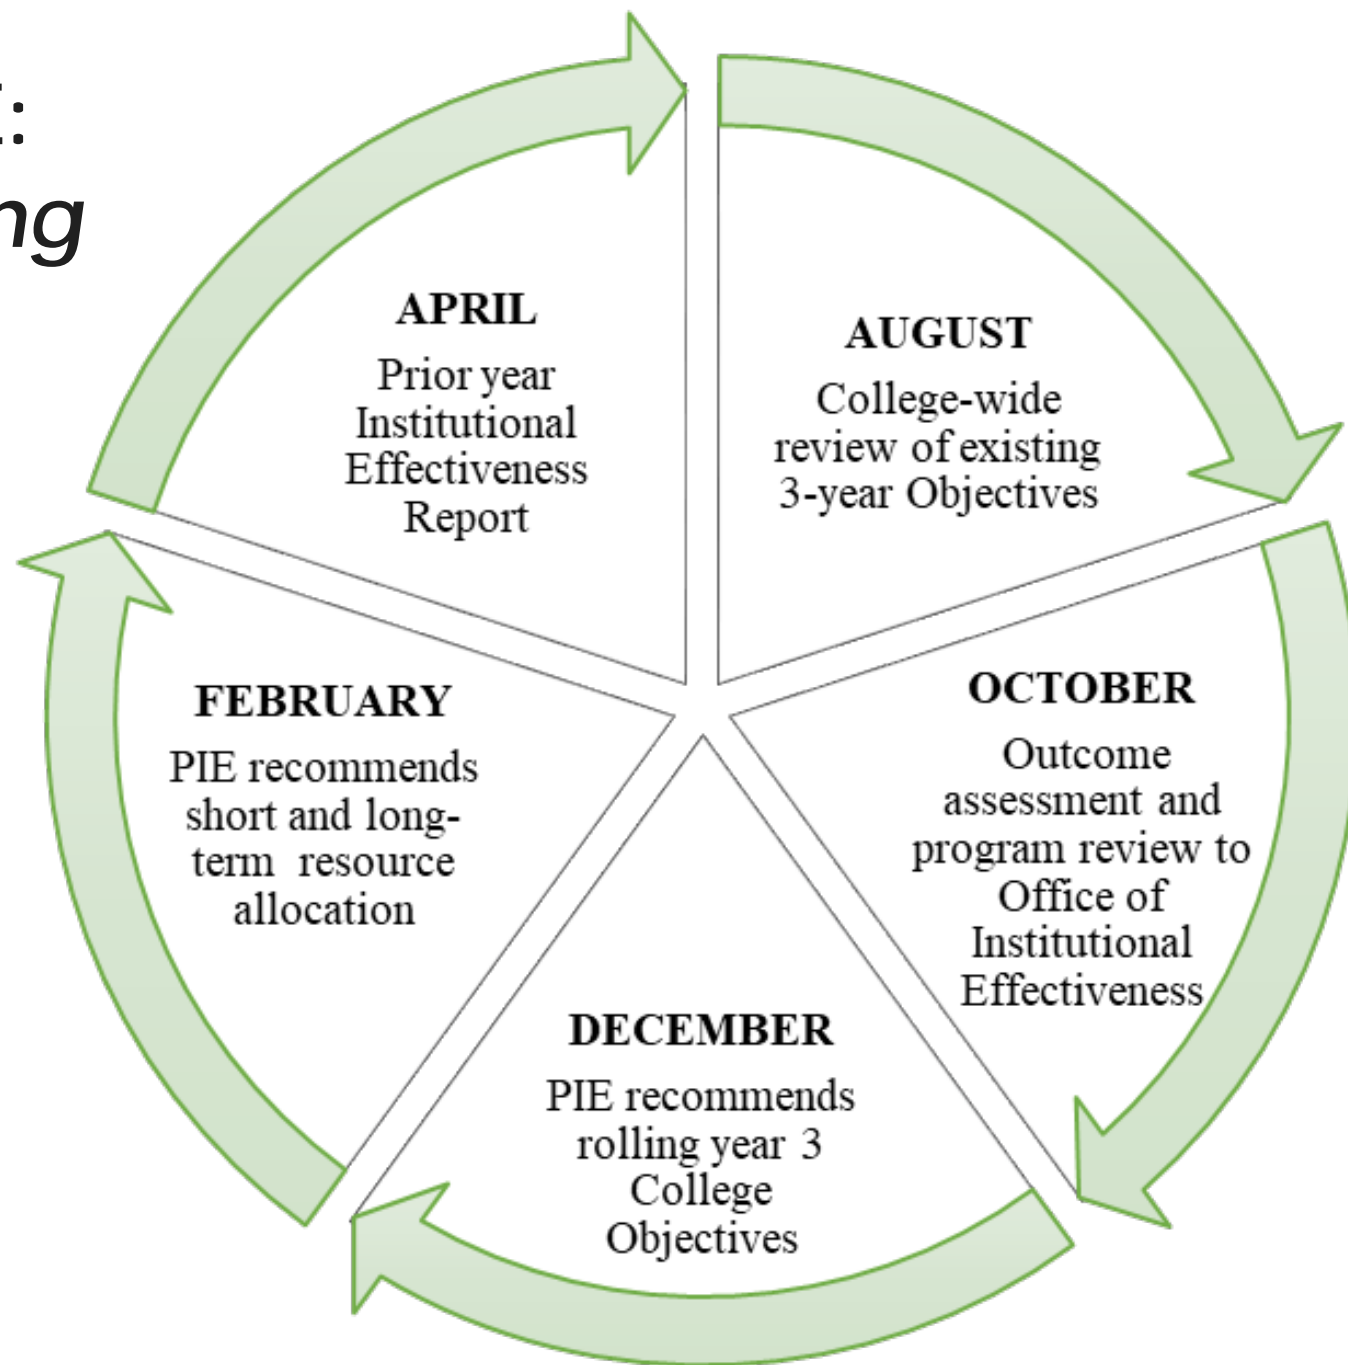 ng
APRIL
Prior year
Institutional
Effectiveness
Report
AUGUST
College-wide
review of existing
3-year Objectives
OCTOBER
Outcome
assessment and
program review to
Office of
Institutional
Effectiveness
DECEMBER
PIE recommends
rolling year 3
College
Objectives
FEBRUARY
PIE recommends
short and long-
term resource
allocation